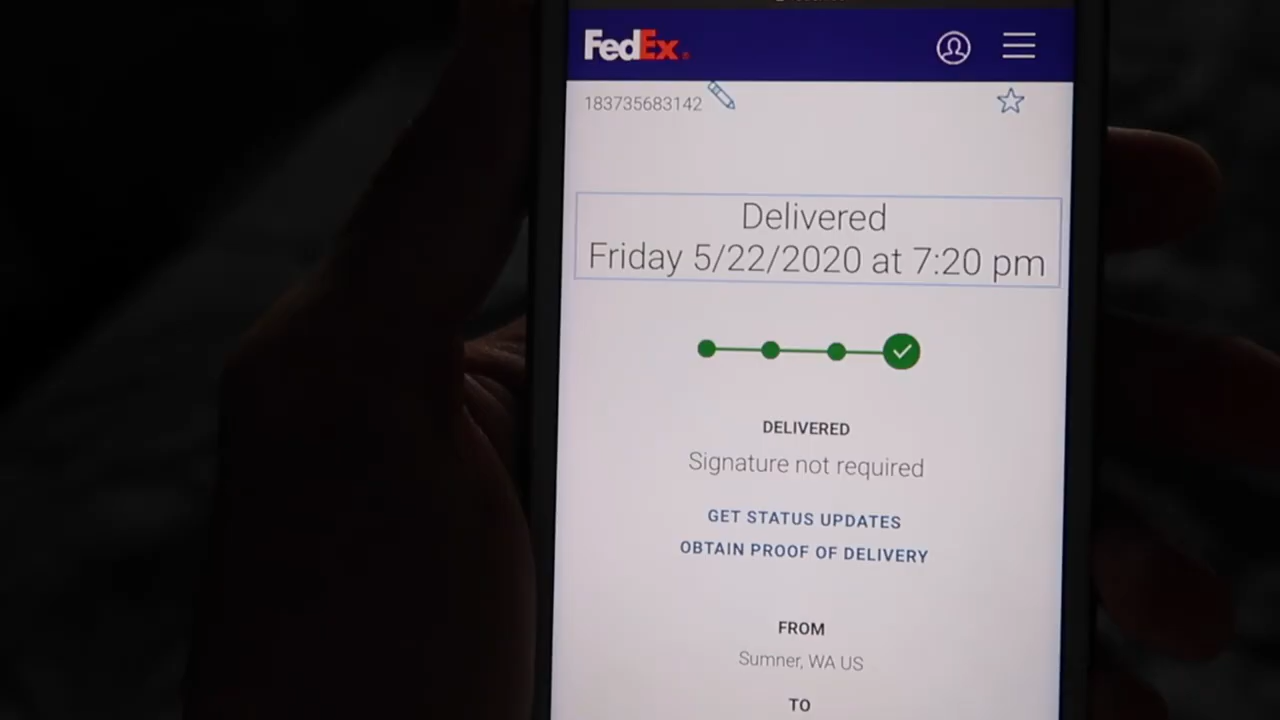 FedEx®
183735683142
Delivered
Friday 5/22/2020 at 7:20 pm
DELIVERED
Signature not required
GET STATUS UPDATES
OBTAIN PROOF OF DELIVERY
FROM
Sumner, WA US
TO